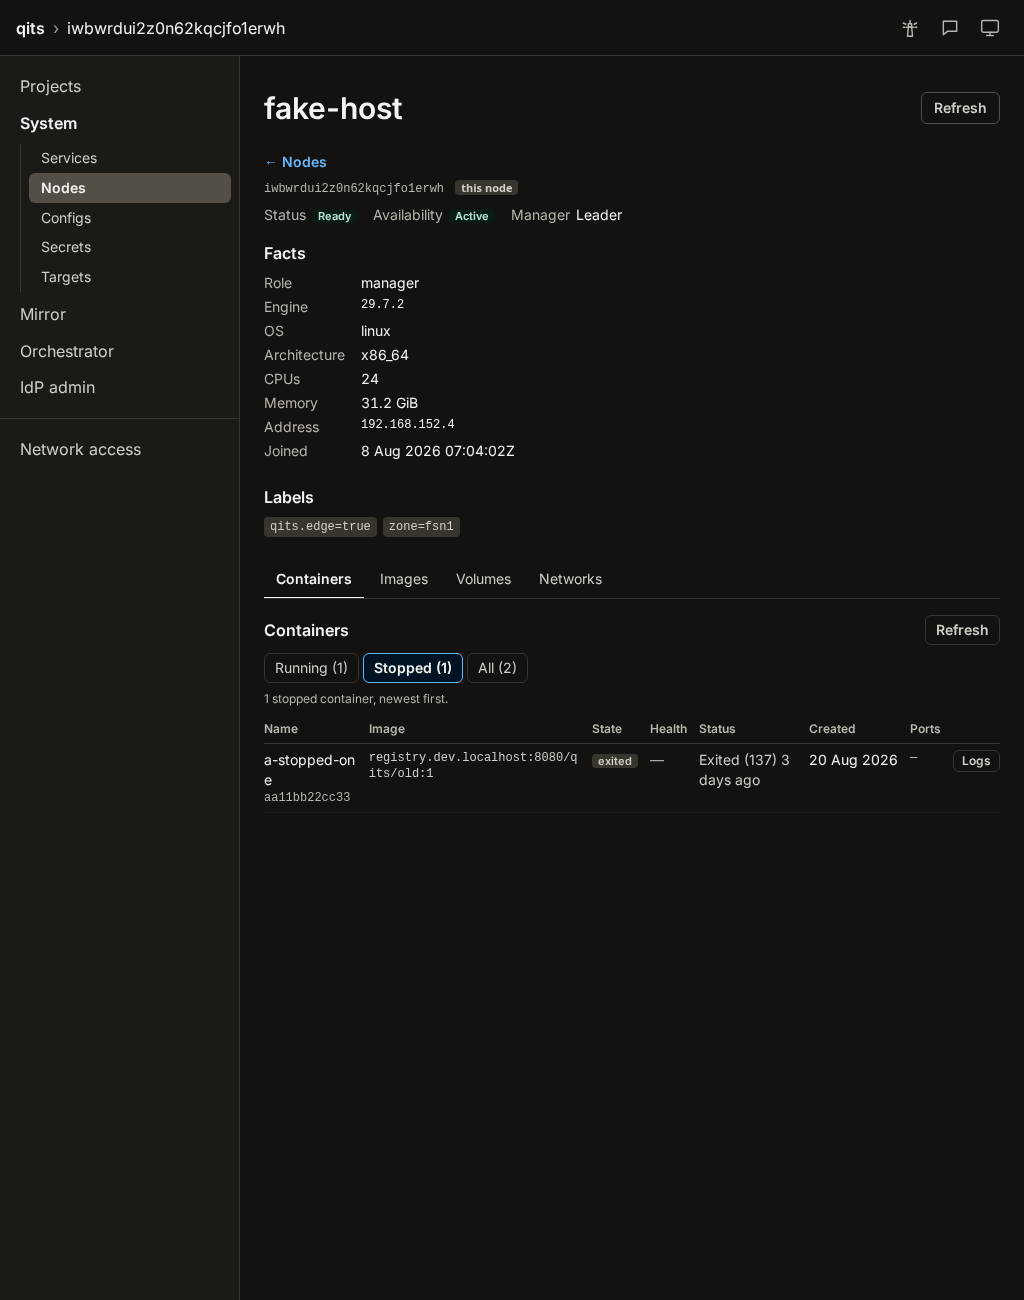 qits › iwbwrdui2z0n62kqcjfo1erwh
Projects
System
Services
Nodes
Configs
Secrets
Targets
Mirror
Orchestrator
IdP admin
Network access
fake-host
Refresh
← Nodes
iwbwrdui2z0n62kqcjfo1erwh this node
Status Ready Availability Active Manager Leader
Facts
Role manager
Engine 29.7.2
OS linux
Architecture x86_64
CPUs 24
Memory 31.2 GiB
Address 192.168.152.4
Joined 8 Aug 2026 07:04:02Z
Labels
qits.edge=true zone=fsn1
Containers Images Volumes Networks
Containers
Refresh
Running (1) Stopped (1) All (2)
1 stopped container, newest first.
Name Image State Health Status Created Ports
a-stopped-on registry.dev.localhost:8080/q exited — Exited (137) 3 20 Aug 2026 – Logs
e its/old:1 days ago
aa11bb22cc33